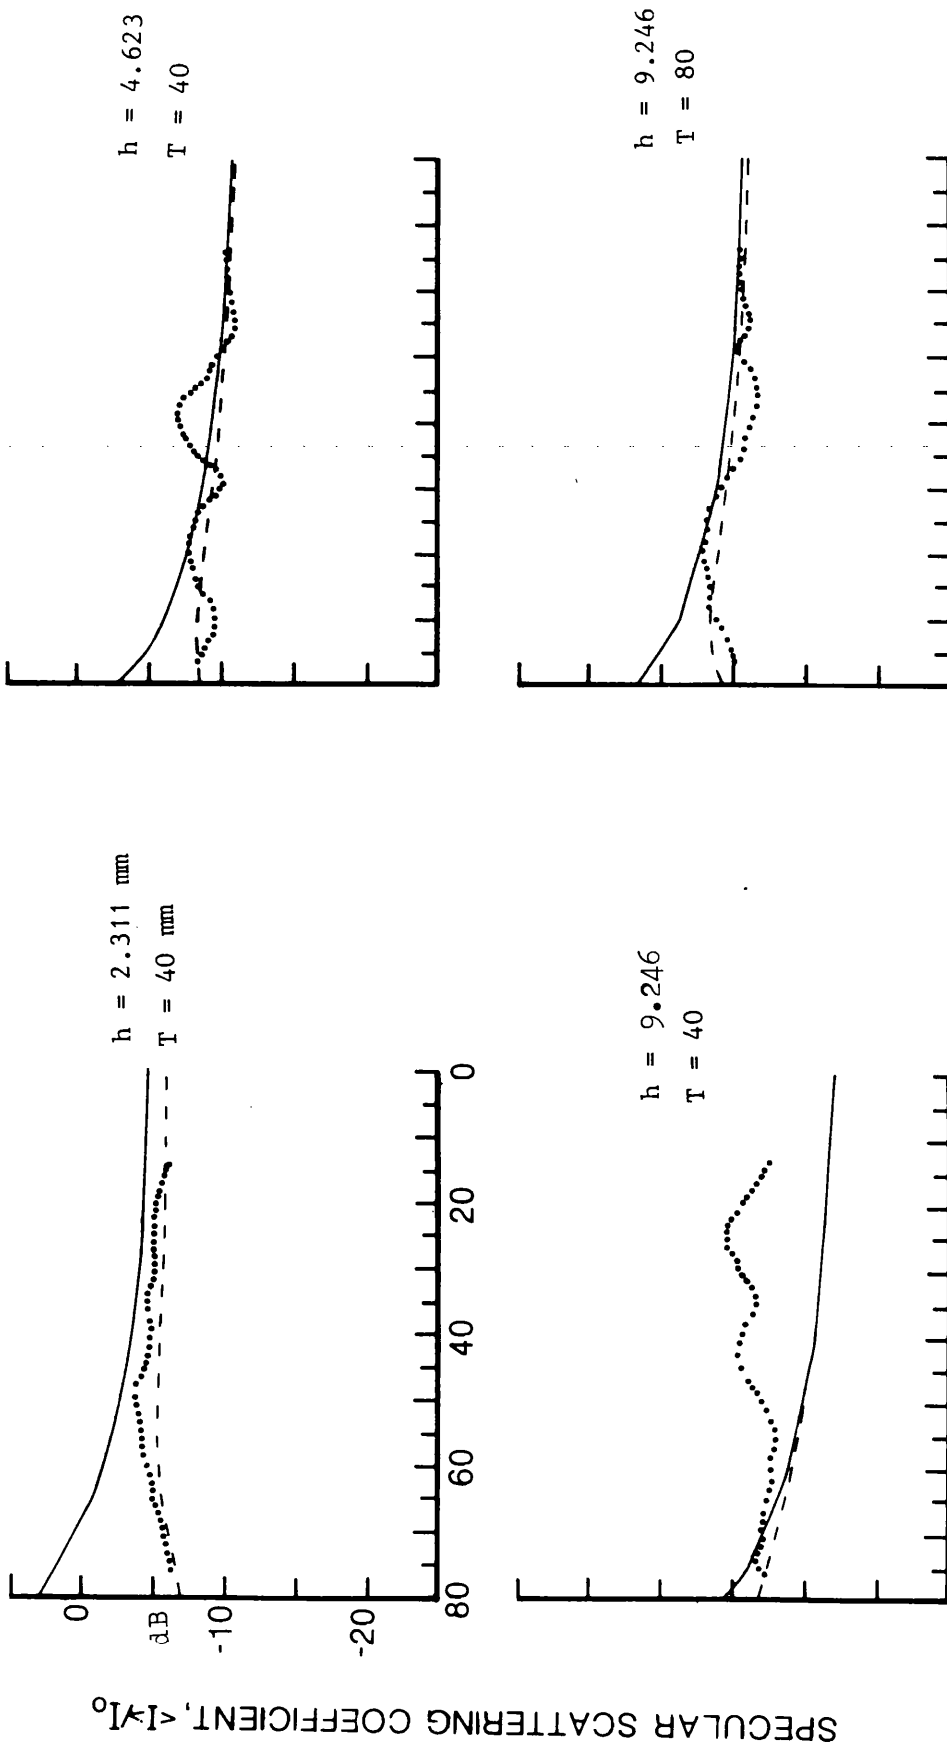 h = 2.311 mm
T = 40 mm
h = 4.623
T = 40
0
dB
-10
-20
80
60
40
20
0
h = 9.246
T = 40
h = 9.246
T = 80
SPECULAR SCATTERING COEFFICIENT, <I>/I₀